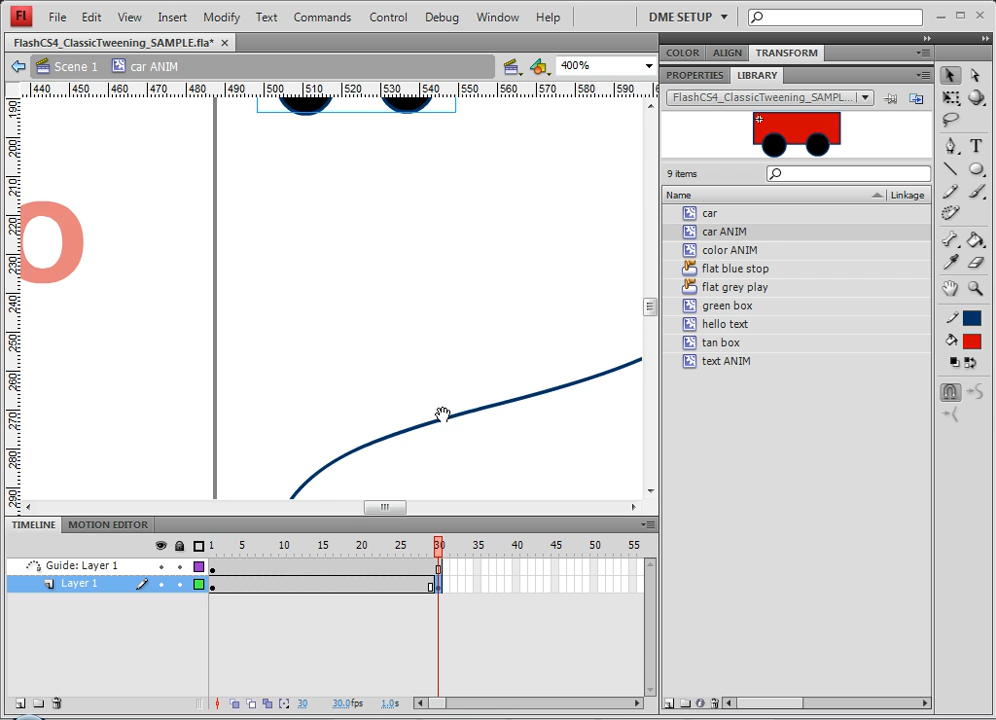 Fl File Edit View Insert Modify Text Commands Control Debug Window Help DME SETUP
FlashCS4_ClassicTweening_SAMPLE.fla* ×
Scene 1 car ANIM 400%
440 450 460 470 480 490 500 510 520 530 540 550 560 570 580 590
190
200
210
220
230
240
250
260
270
280
290
o
COLOR ALIGN TRANSFORM
PROPERTIES LIBRARY
FlashCS4_ClassicTweening_SAMPL...
9 items
Name Linkage
car
car ANIM
color ANIM
flat blue stop
flat grey play
green box
hello text
tan box
text ANIM
T
TIMELINE MOTION EDITOR
1 5 10 15 20 25 30 35 40 45 50 55
Guide: Layer 1
Layer 1
30 30.0fps 1.0s